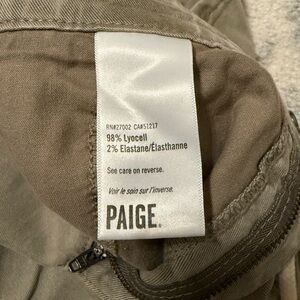 RN#27002 CA#51217
98% Lyocell
2% Elastane/Élasthanne
See care on reverse.
Voir le soin sur l'inverse.
PAIGE.